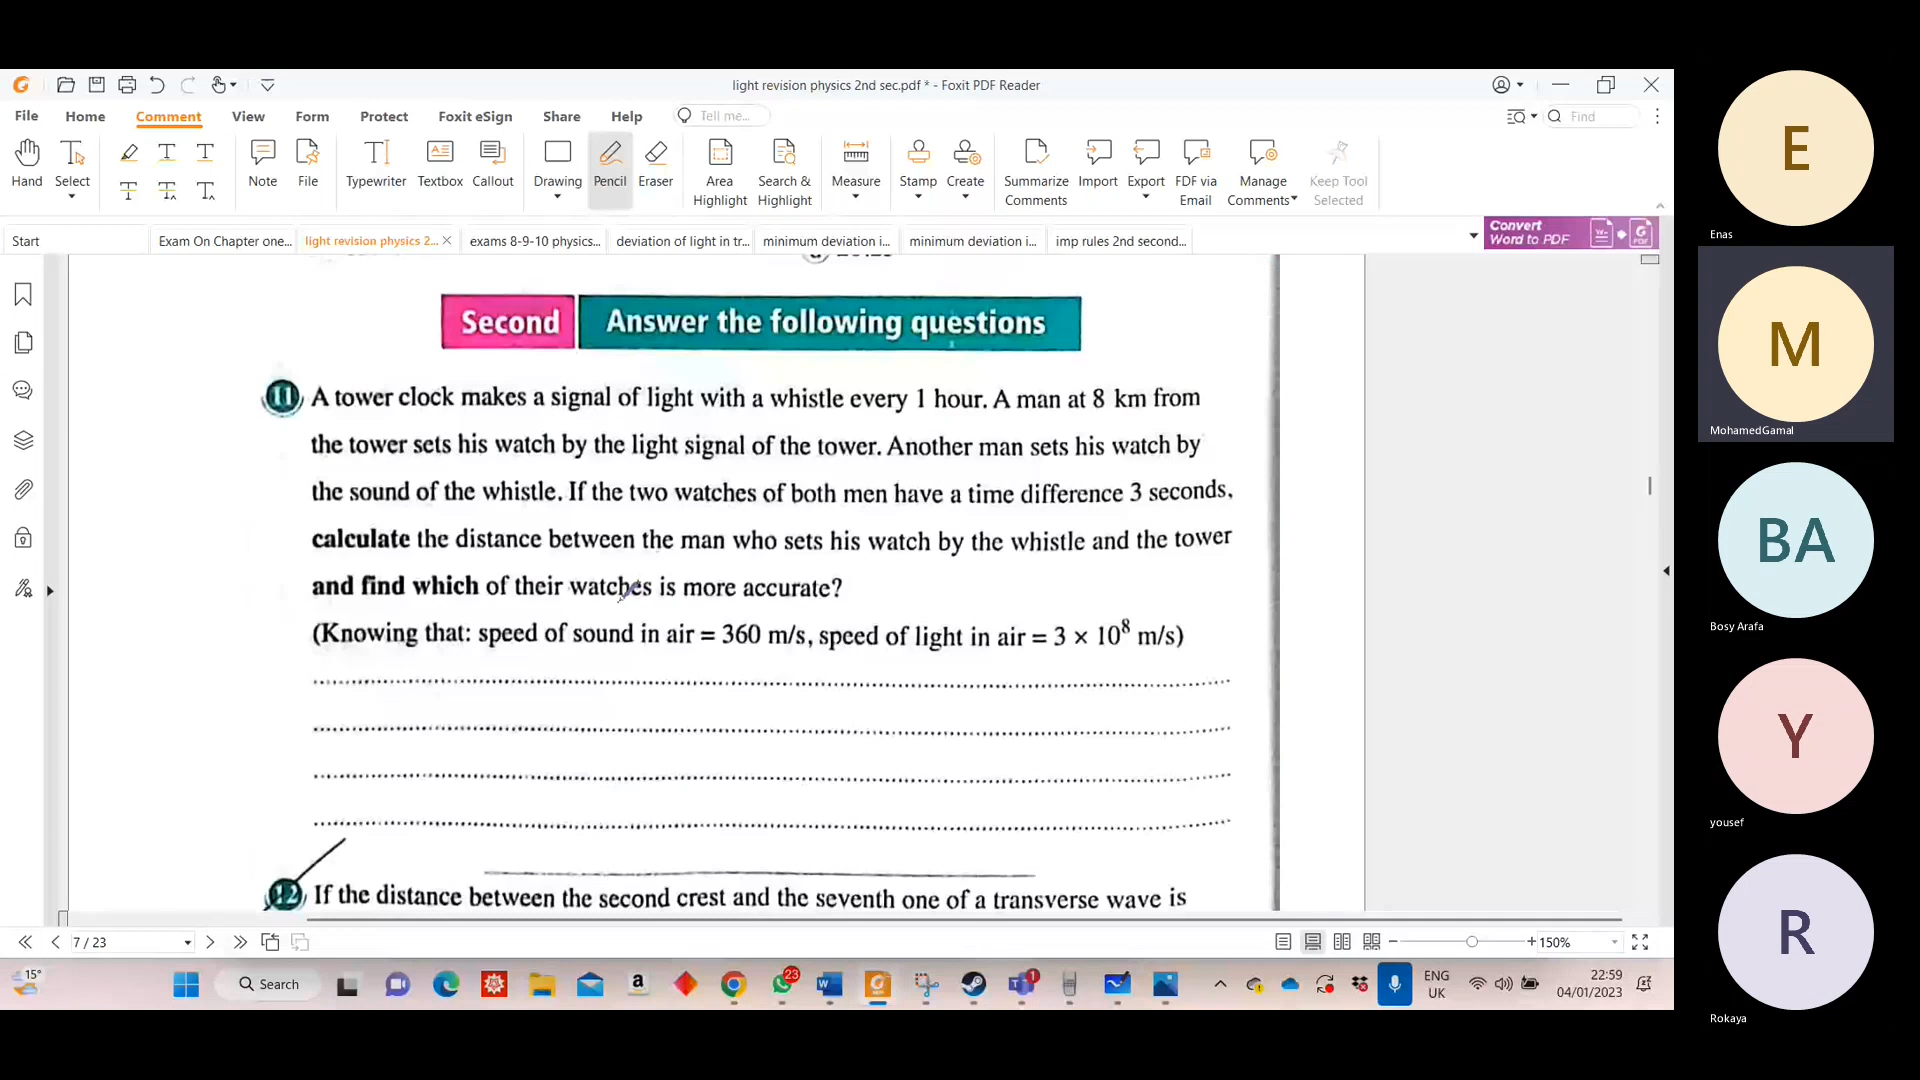 light revision physics 2nd sec.pdf * - Foxit PDF Reader
File Home Comment View Form Protect Foxit eSign Share Help Tell me... Find
Hand Select Note File Typewriter Textbox Callout Drawing Pencil Eraser Area Highlight Search & Highlight Measure Stamp Create Summarize Comments Import Export FDF via Email Manage Comments Keep Tool Selected
Start Exam On Chapter one... light revision physics 2... exams 8-9-10 physics... deviation of light in tr... minimum deviation i... minimum deviation i... imp rules 2nd second...
Convert
Word to PDF
Second Answer the following questions
11 A tower clock makes a signal of light with a whistle every 1 hour. A man at 8 km from
the tower sets his watch by the light signal of the tower. Another man sets his watch by
the sound of the whistle. If the two watches of both men have a time difference 3 seconds,
calculate the distance between the man who sets his watch by the whistle and the tower
and find which of their watches is more accurate?
(Knowing that: speed of sound in air = 360 m/s, speed of light in air = 3 × 10⁸ m/s)
12 If the distance between the second crest and the seventh one of a transverse wave is
7 / 23
150%
15°
Search
23
1
ENG
UK
22:59
04/01/2023
E
Enas
M
MohamedGamal
BA
Bosy Arafa
Y
yousef
R
Rokaya